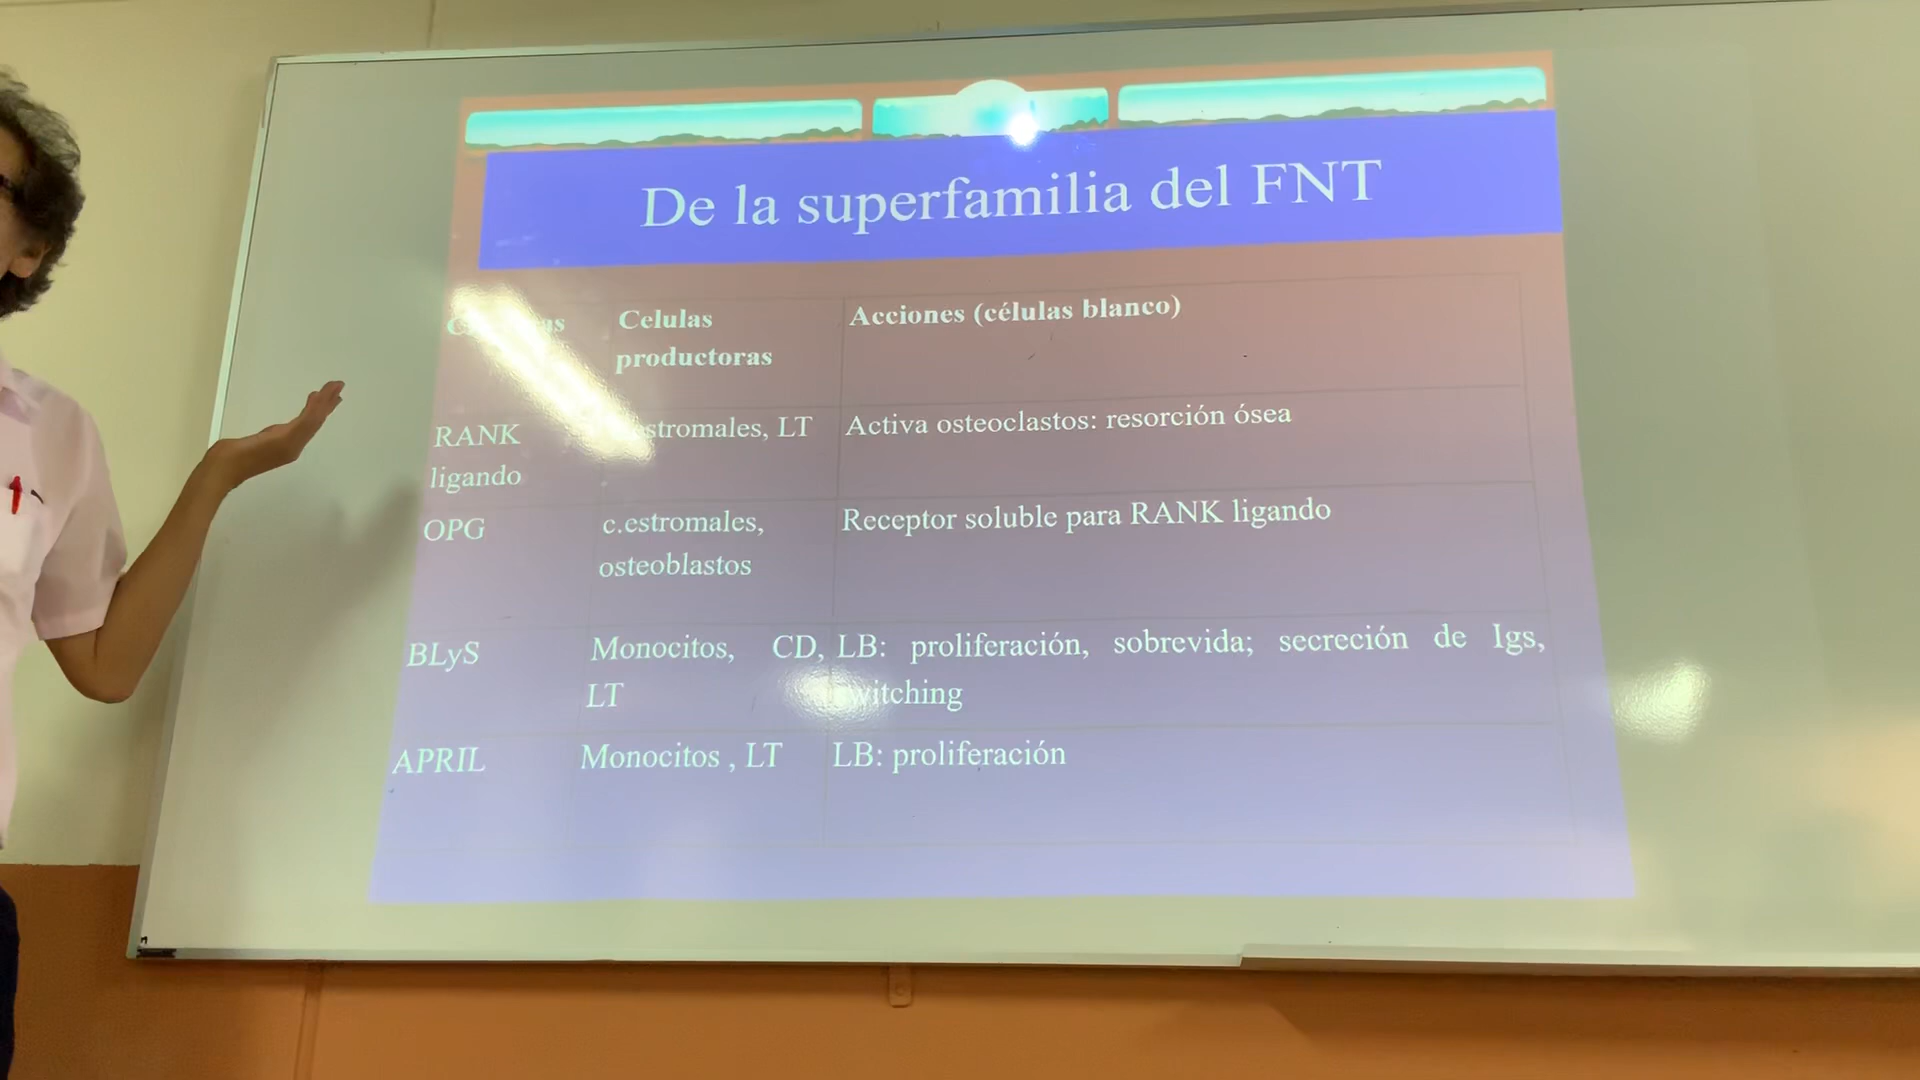 De la superfamilia del FNT
Celulas
productoras
Acciones (células blanco)
RANK
ligando
estromales, LT
Activa osteoclastos: resorción ósea
OPG
c.estromales,
osteoblastos
Receptor soluble para RANK ligando
BLyS
Monocitos, CD,
LT
LB: proliferación, sobrevida; secreción de Igs,
switching
APRIL
Monocitos , LT
LB: proliferación